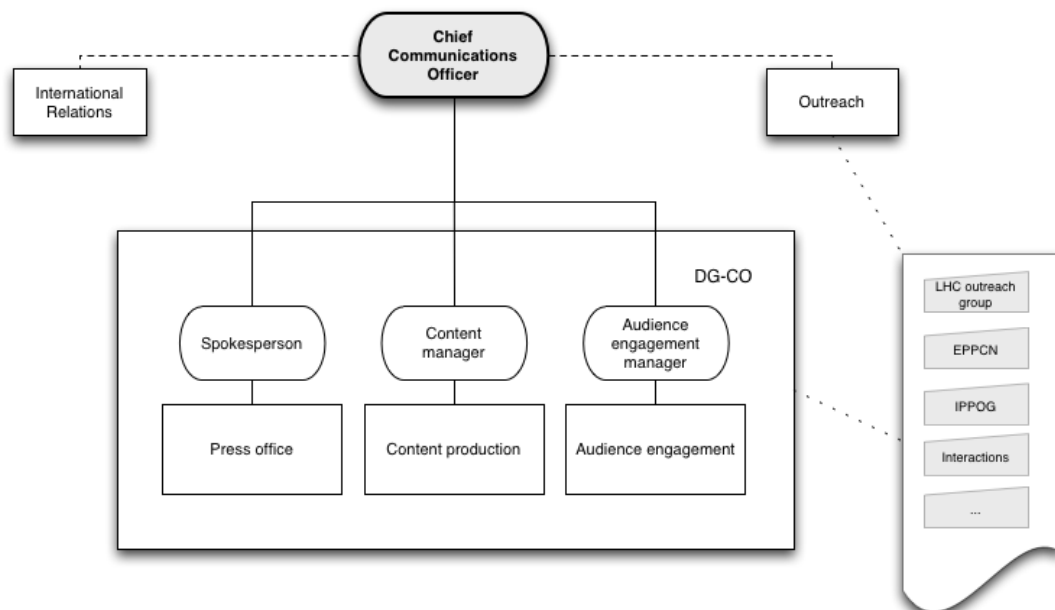 Chief
Communications
Officer
International
Relations
Outreach
DG-CO
Spokesperson
Content
manager
Audience
engagement
manager
Press office
Content production
Audience engagement
LHC outreach
group
EPPCN
IPPOG
Interactions
...